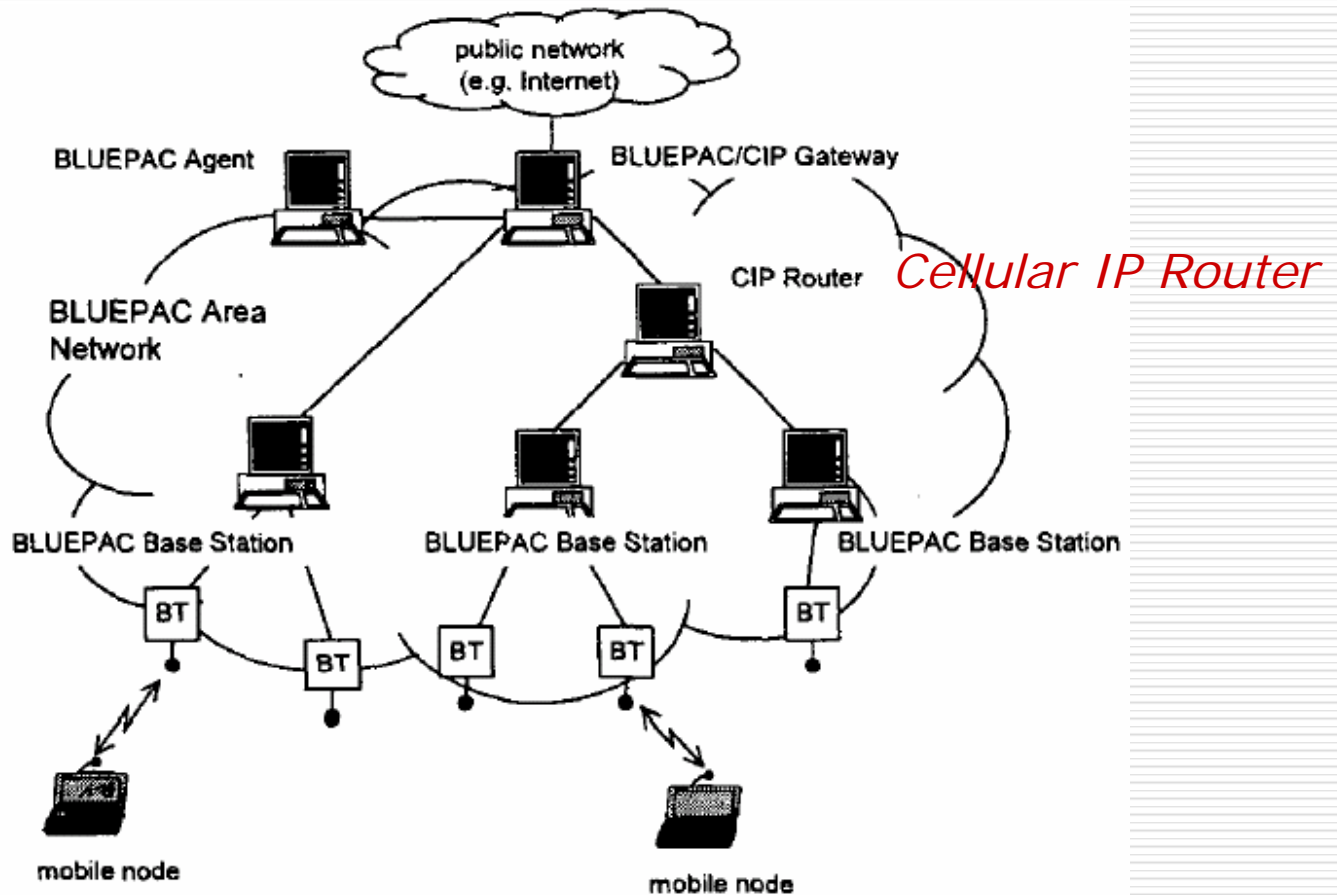 public network
(e.g. Internet)
BLUEPAC Agent
BLUEPAC/CIP Gateway
CIP Router
Cellular IP Router
BLUEPAC Area
Network
BLUEPAC Base Station
BLUEPAC Base Station
BLUEPAC Base Station
BT
BT
BT
BT
BT
mobile node
mobile node